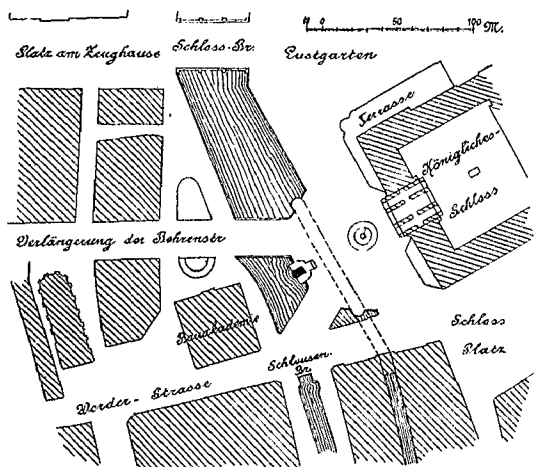 0 50 100 M.
Platz am Zeughause
Schloss-Br.
Lustgarten
Terrasse
Königliches-
Schloss
Verlängerung der Behrenstr
Bauakademie
Schleusen-
Br.
Schloss
Platz
Werder-Strasse